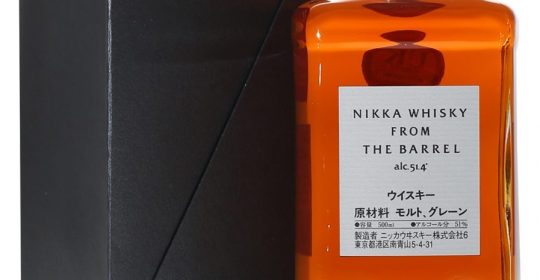 NIKKA WHISKY
FROM
THE BARREL
alc.51.4°
ウイスキー
原材料 モルト、グレーン
●容量 500ml ●アルコール分 51%
製造者 ニッカウヰスキー株式会社6
東京都港区南青山5-4-31